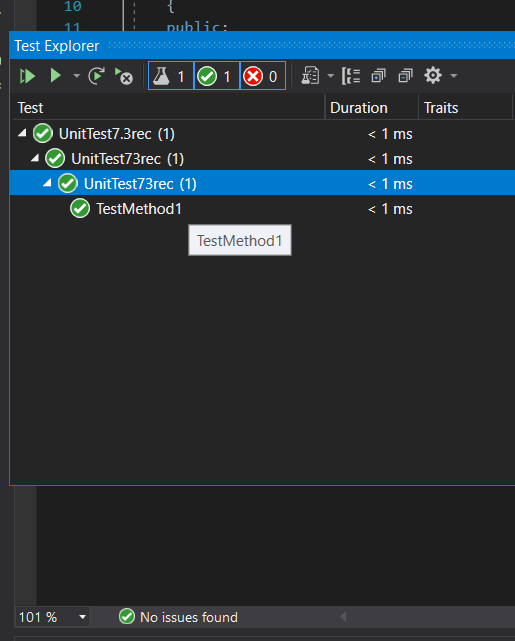 10 {
11 public:
Test Explorer
1 1 0
Test Duration Traits
UnitTest7.3rec (1) < 1 ms
UnitTest73rec (1) < 1 ms
UnitTest73rec (1) < 1 ms
TestMethod1 < 1 ms
TestMethod1
101 % No issues found